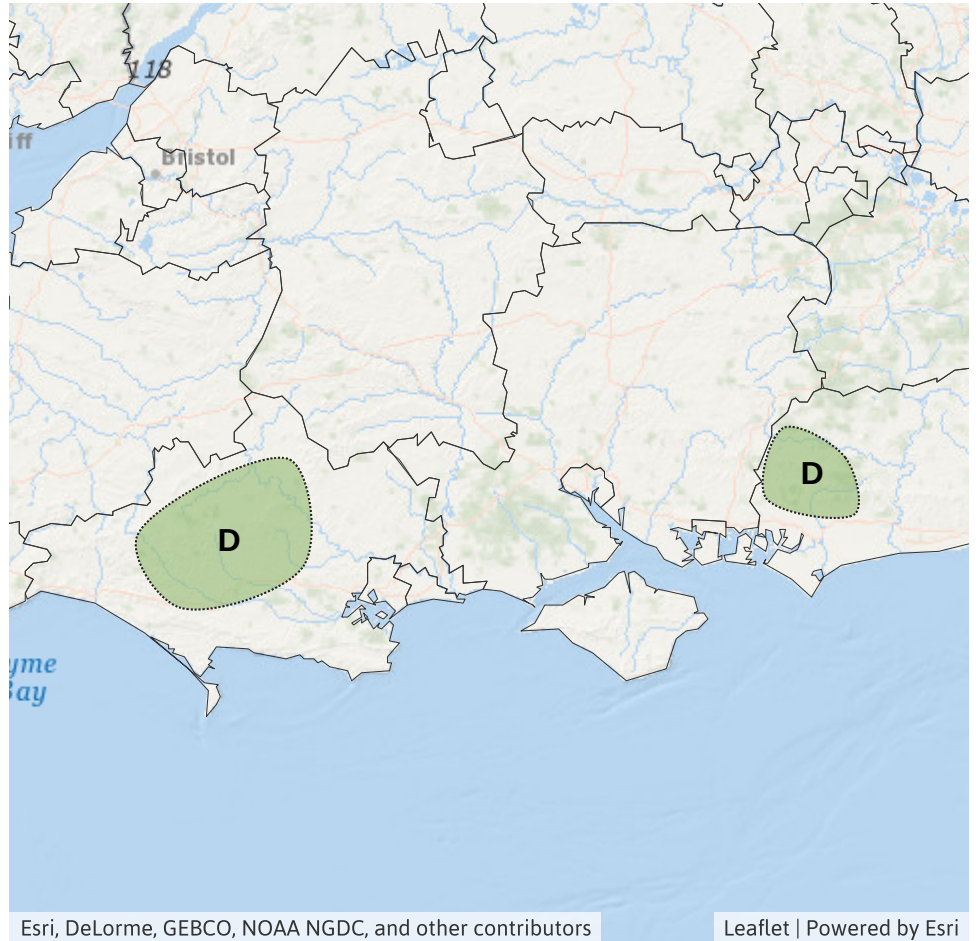 118
iff
Bristol
D
D
yme
Bay
Esri, DeLorme, GEBCO, NOAA NGDC, and other contributors
Leaflet | Powered by Esri